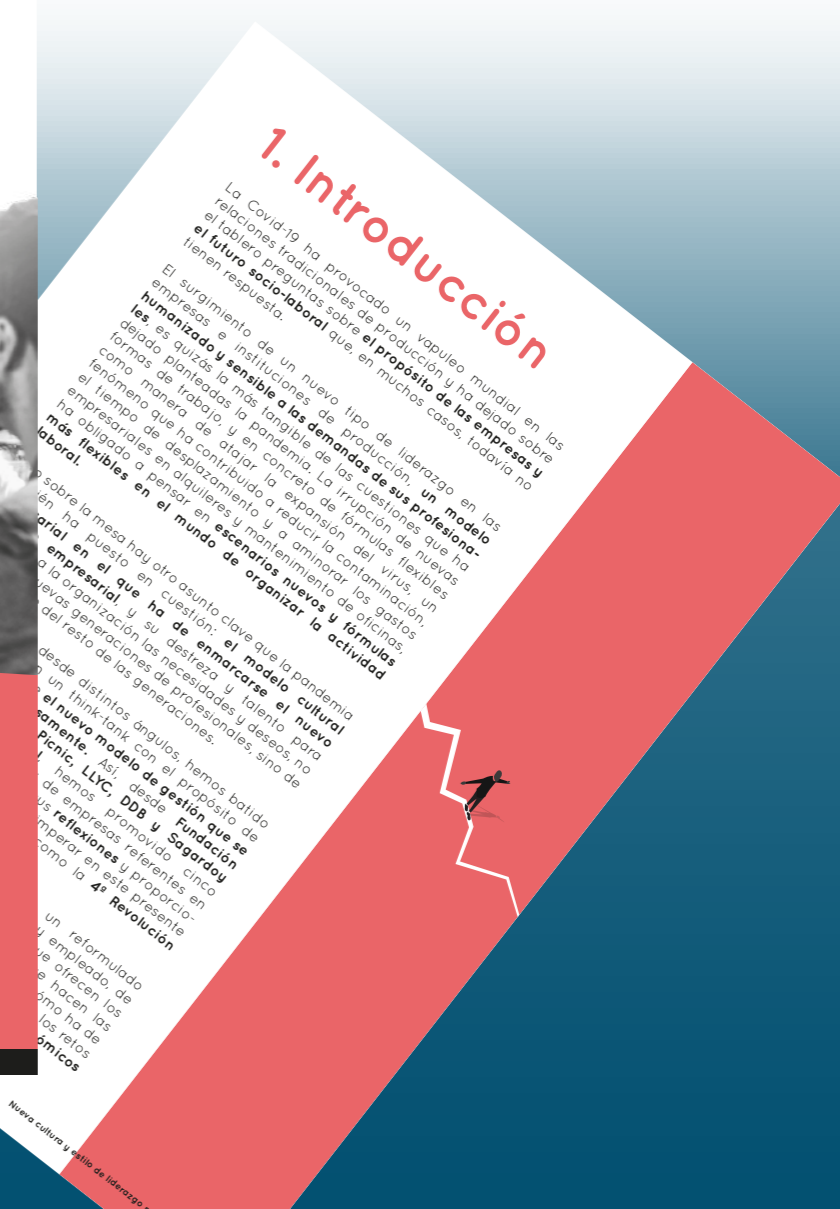 1. Introducción
La Covid-19 ha provocado un vapuleo mundial en las
relaciones tradicionales de producción y ha dejado sobre
el tablero preguntas sobre el propósito de las empresas y
el futuro socio-laboral que, en muchos casos, todavía no
tienen respuesta.
El surgimiento de un nuevo tipo de liderazgo en las
empresas e instituciones de producción, un modelo
humanizado y sensible a las demandas de sus profesiona-
les, es quizás la más tangible de las cuestiones que ha
dejado planteadas la pandemia. La irrupción de nuevas
formas de trabajo, y en concreto de fórmulas flexibles
como manera de atajar la expansión del virus, un
fenómeno que ha contribuido a reducir la contaminación,
el tiempo de desplazamiento y a aminorar los gastos
empresariales en alquileres y mantenimiento de oficinas,
ha obligado a pensar en escenarios nuevos y fórmulas
más flexibles en el mundo de organizar la actividad
laboral.
sobre la mesa hay otro asunto clave que la pandemia
ha puesto en cuestión: el modelo cultural
en el que ha de enmarcarse el nuevo
empresarial, y su destreza y talento para
a la organización las necesidades y deseos, no
generaciones de profesionales, sino de
del resto de las generaciones.
desde distintos ángulos, hemos batido
un think-tank con el propósito de
el nuevo modelo de gestión que se
Así, desde Fundación
Picnic, LLYC, DDB y Sagardoy
hemos promovido cinco
de empresas referentes en
reflexiones y proporcio-
imperar en este presente
como la 4ª Revolución
un reformulado
y empleado, de
ofrecen los
hacen las
ha de
los retos
Nueva cultura y estilo de liderazgo